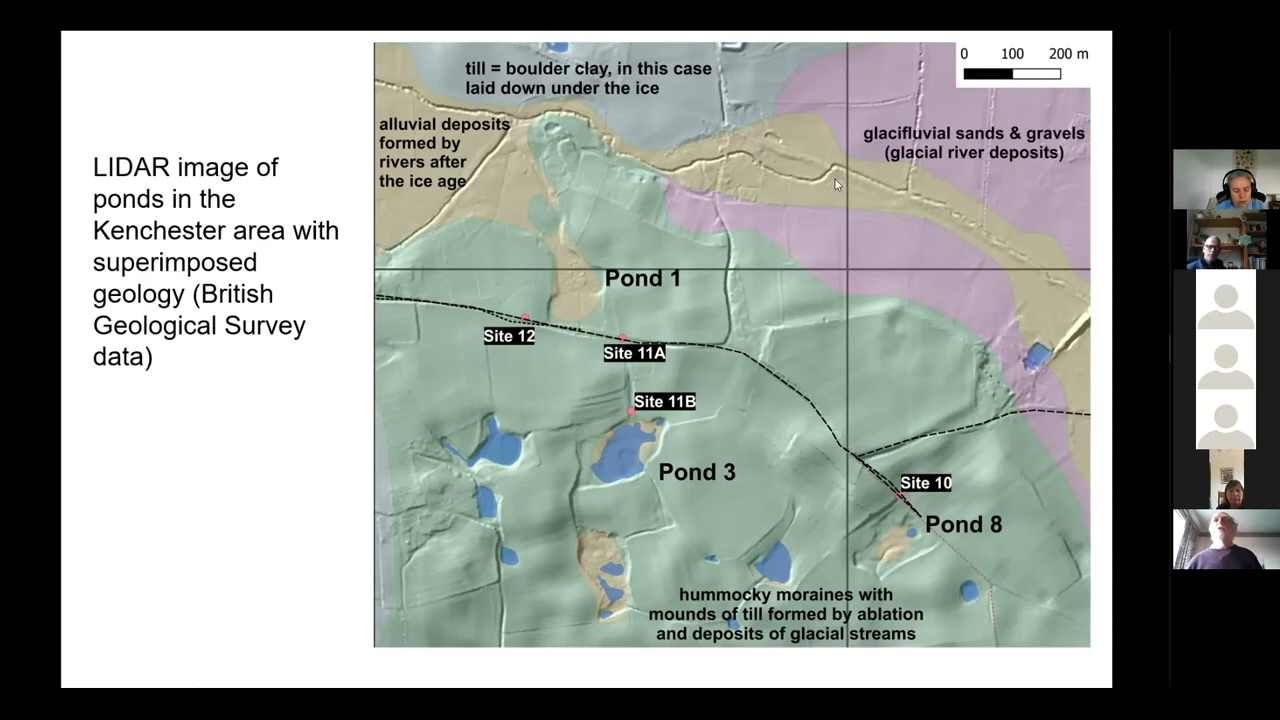 LIDAR image of
ponds in the
Kenchester area with
superimposed
geology (British
Geological Survey
data)
till = boulder clay, in this case
laid down under the ice
0 100 200 m
alluvial deposits
formed by
rivers after
the ice age
glacifluvial sands & gravels
(glacial river deposits)
Pond 1
Site 12
Site 11A
Site 11B
Pond 3
Site 10
Pond 8
hummocky moraines with
mounds of till formed by ablation
and deposits of glacial streams